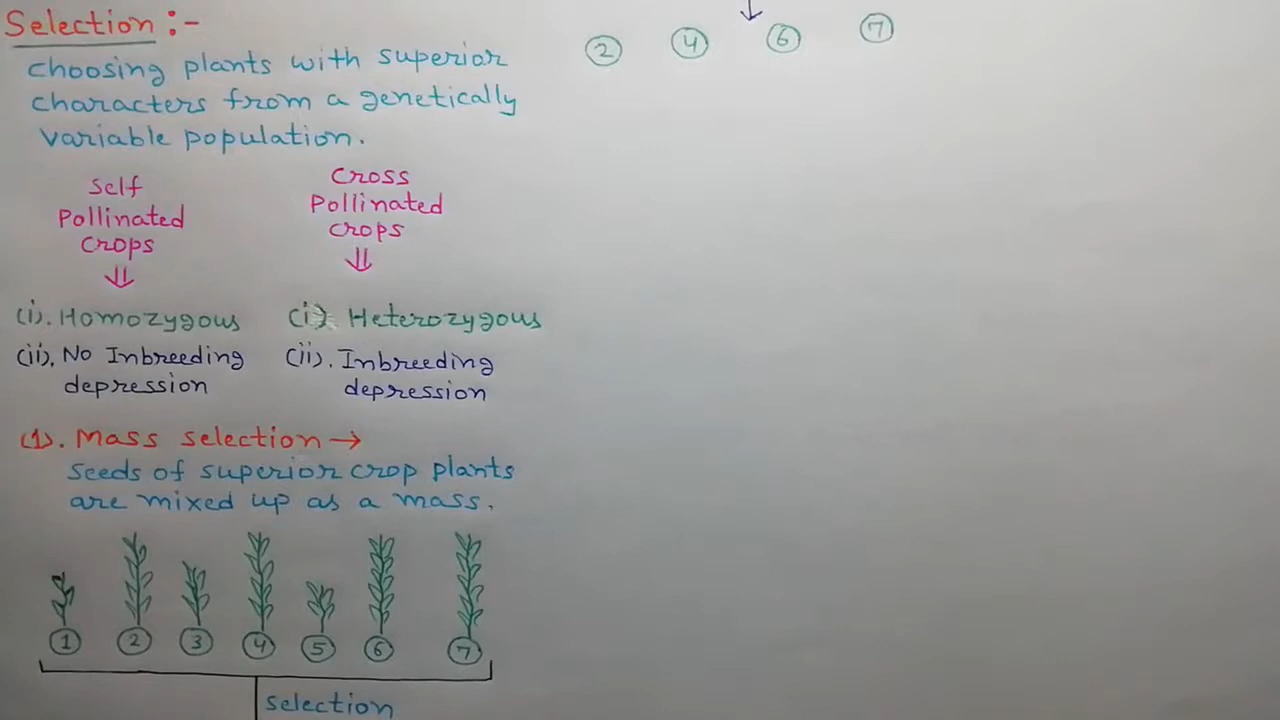 Selection :-
choosing plants with superior
characters from a genetically
variable population.
Self
Pollinated
crops
⇓
(i). Homozygous
(ii). No Inbreeding
depression
Cross
Pollinated
crops
⇓
(i). Heterozygous
(ii). Inbreeding
depression
(1). Mass selection →
Seeds of superior crop plants
are mixed up as a mass.
1 2 3 4 5 6 7
selection
↓
2 4 6 7